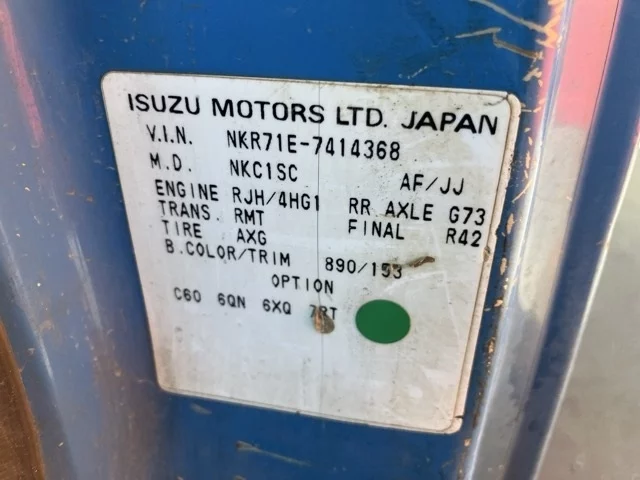 ISUZU MOTORS LTD. JAPAN
V.I.N. NKR71E-7414368
M.D. NKC1SC AF/JJ
ENGINE RJH/4HG1 RR AXLE G73
TRANS. RMT FINAL R42
TIRE AXG
B.COLOR/TRIM 890/193
OPTION
C60 6QN 6XQ